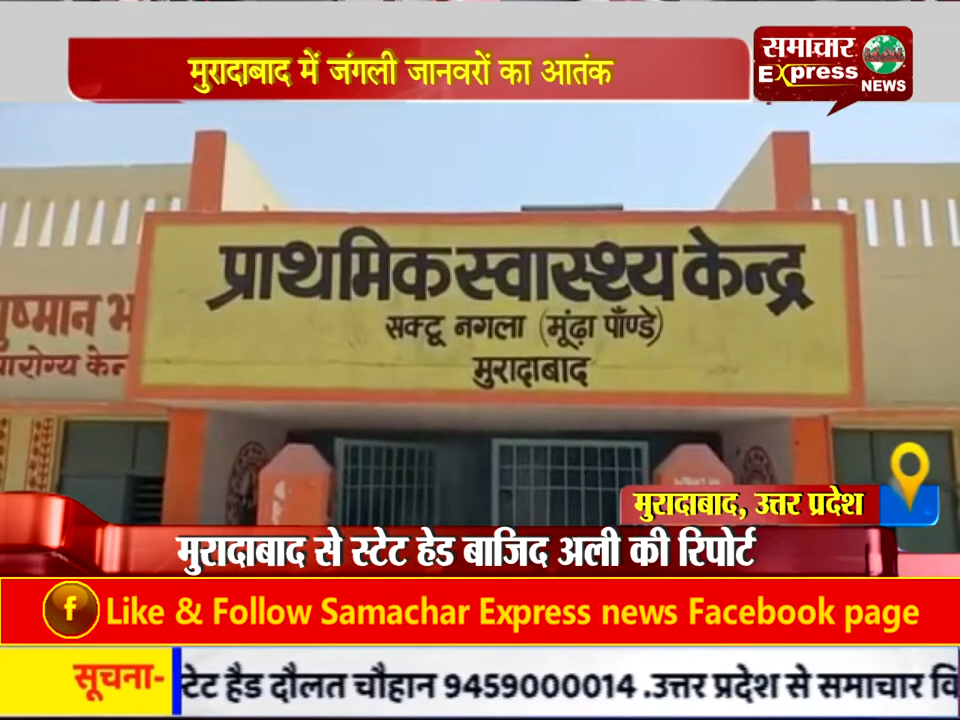 मुरादाबाद में जंगली जानवरों का आतंक
समाचार
Express
NEWS
प्राथमिक स्वास्थ्य केन्द्र
सक्टू नगला (मूंढ़ा पाँण्डे)
मुरादाबाद
मुरादाबाद, उत्तर प्रदेश
मुरादाबाद से स्टेट हेड बाजिद अली की रिपोर्ट
f Like & Follow Samachar Express news Facebook page
सूचना- स्टेट हैड दौलत चौहान 9459000014 .उत्तर प्रदेश से समाचार